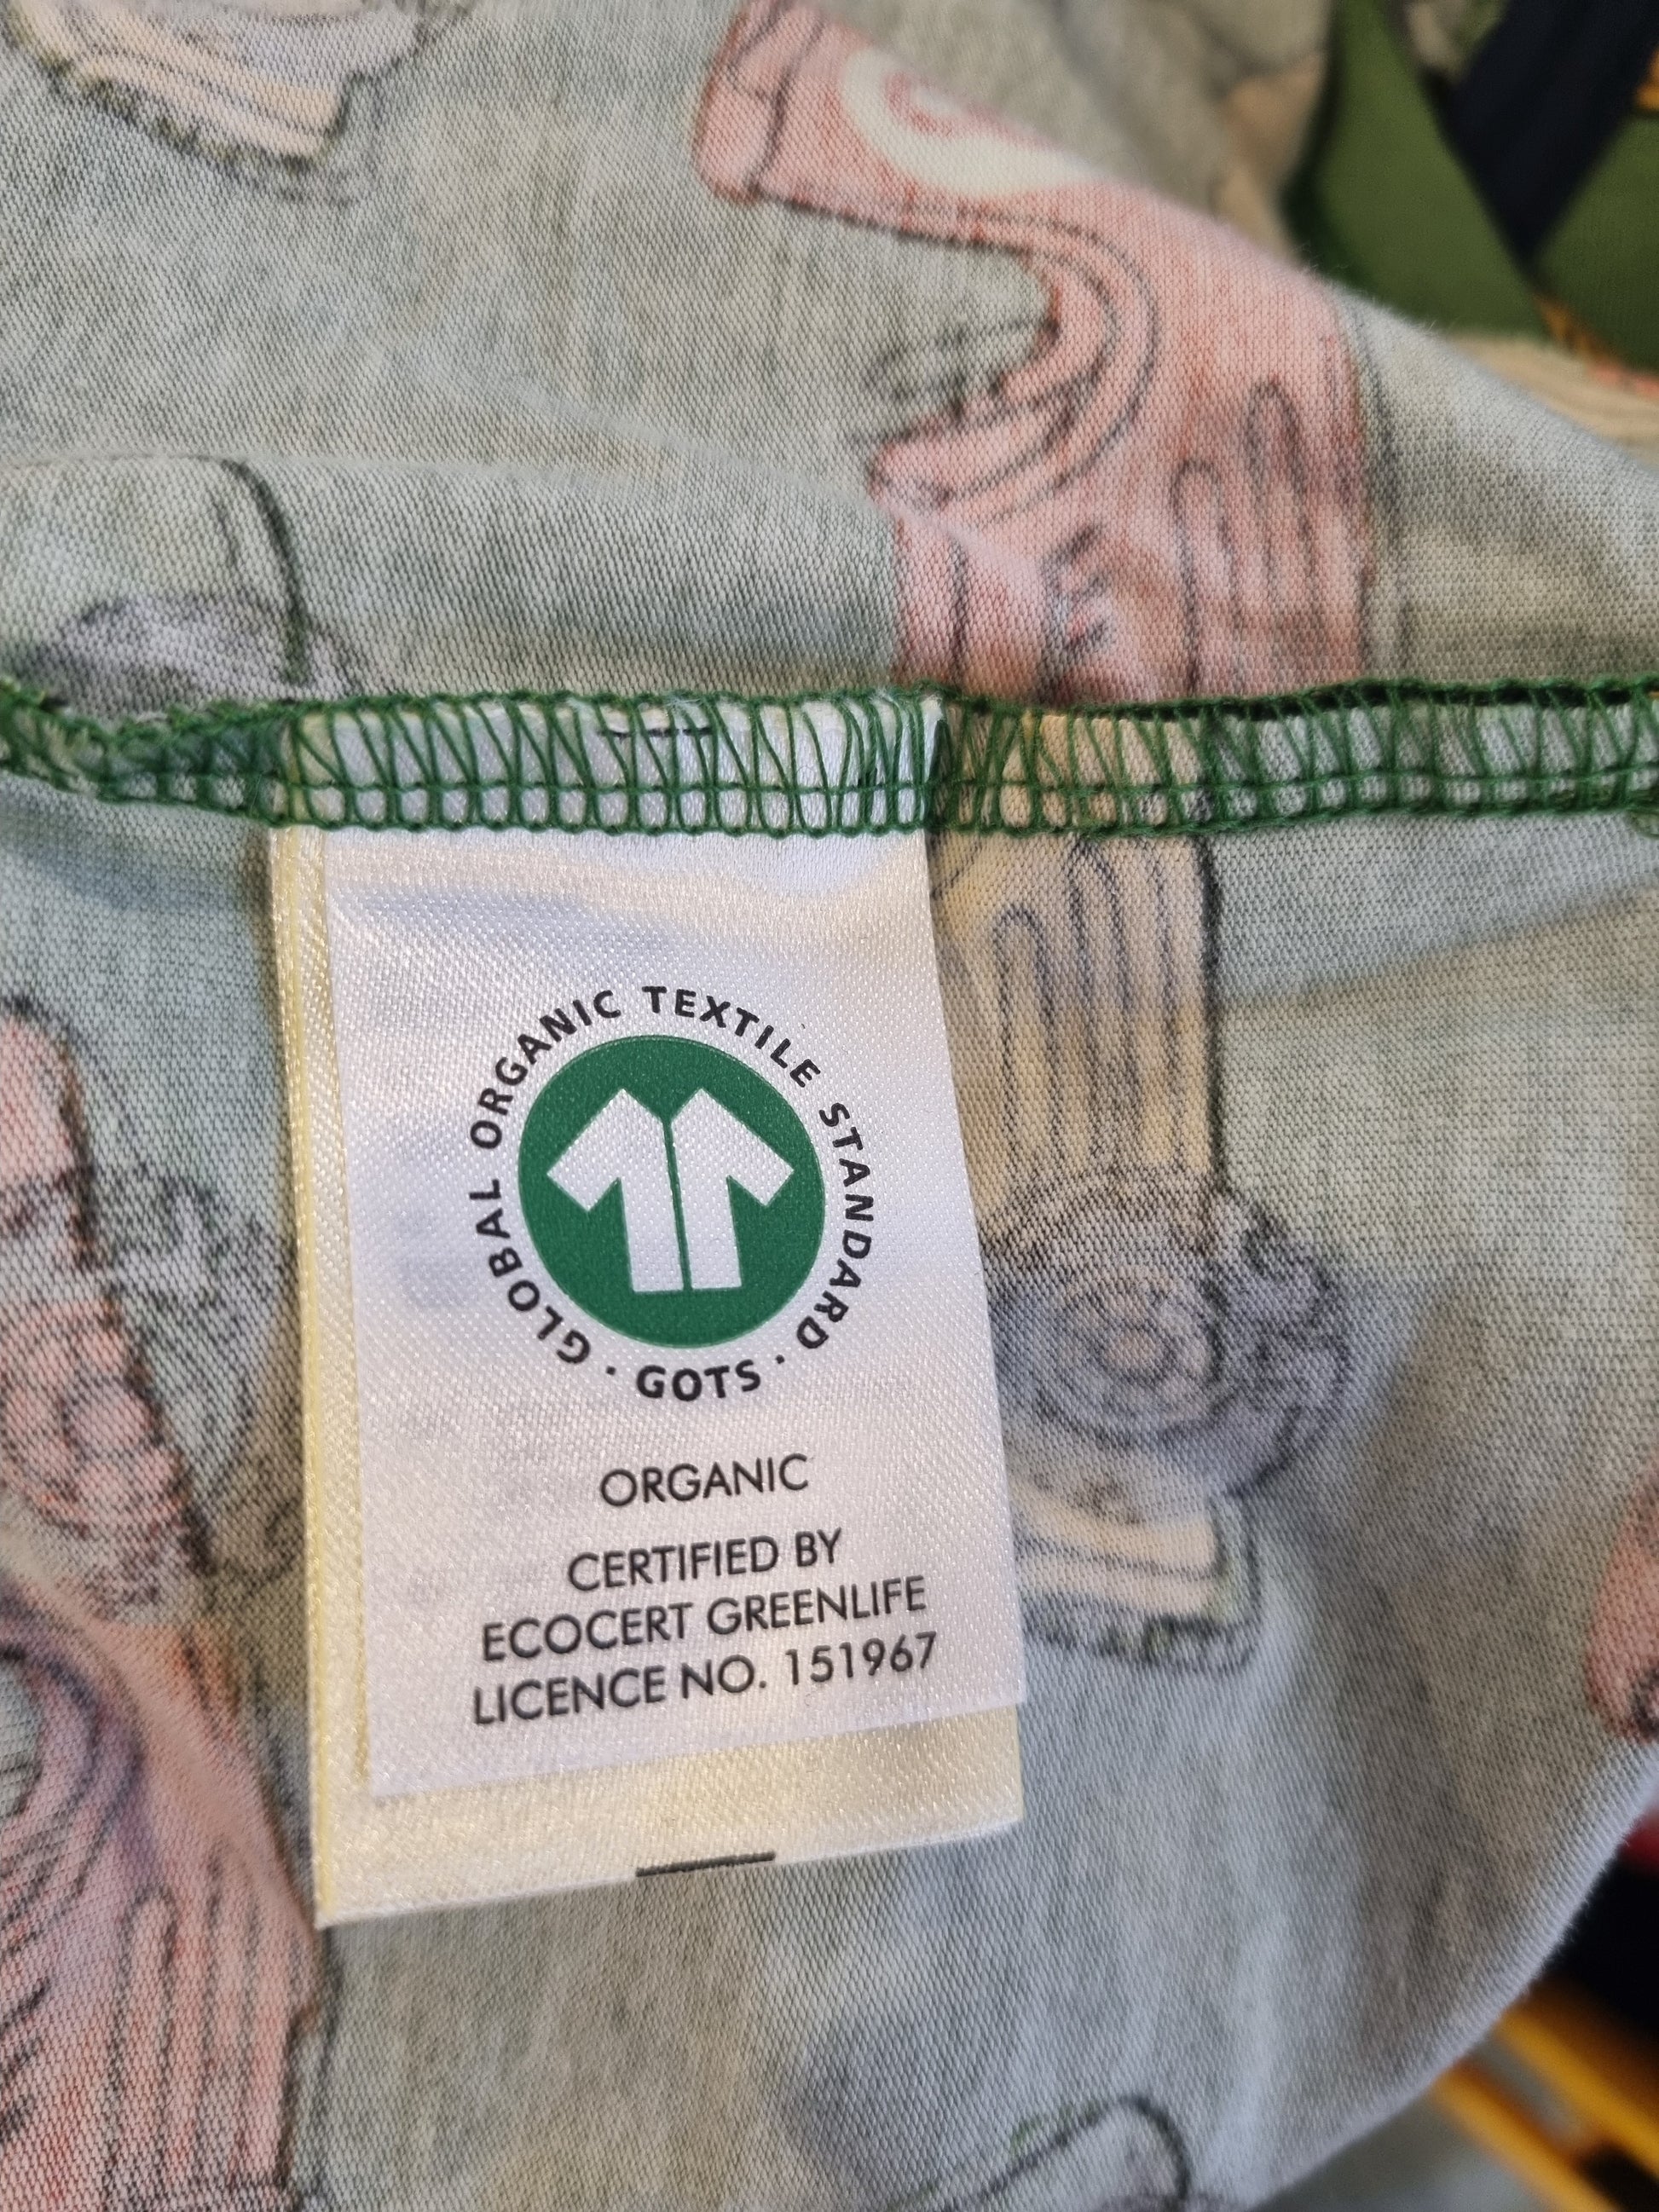 GLOBAL ORGANIC TEXTILE STANDARD · GOTS ·
ORGANIC
CERTIFIED BY
ECOCERT GREENLIFE
LICENCE NO. 151967